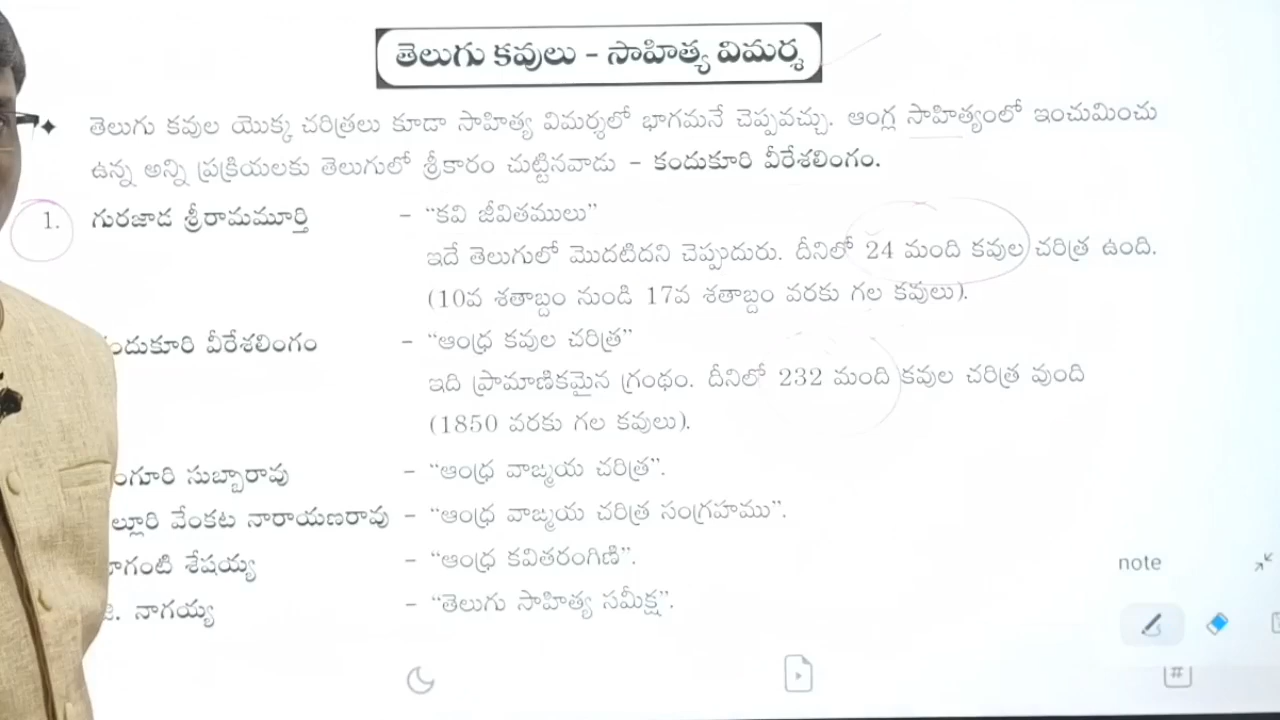 తెలుగు కవులు - సాహిత్య విమర్శ
✦ తెలుగు కవుల యొక్క చరిత్రలు కూడా సాహిత్య విమర్శలో భాగమనే చెప్పవచ్చు. ఆంగ్ల సాహిత్యంలో ఇంచుమించు
ఉన్న అన్ని ప్రక్రియలకు తెలుగులో శ్రీకారం చుట్టినవాడు - కందుకూరి వీరేశలింగం.
1. గురజాడ శ్రీరామమూర్తి - “కవి జీవితములు”
ఇదే తెలుగులో మొదటిదని చెప్పుదురు. దీనిలో 24 మంది కవుల చరిత్ర ఉంది.
(10వ శతాబ్దం నుండి 17వ శతాబ్దం వరకు గల కవులు).
వీరేశలింగం - “ఆంధ్ర కవుల చరిత్ర”
ఇది ప్రామాణికమైన గ్రంథం. దీనిలో 232 మంది కవుల చరిత్ర వుంది
(1850 వరకు గల కవులు).
సుబ్బారావు - “ఆంధ్ర వాఙ్మయ చరిత్ర”.
వేంకట నారాయణరావు - “ఆంధ్ర వాఙ్మయ చరిత్ర సంగ్రహము”.
శేషయ్య - “ఆంధ్ర కవితరంగిణి”.
నాగయ్య - “తెలుగు సాహిత్య సమీక్ష”.
note
#